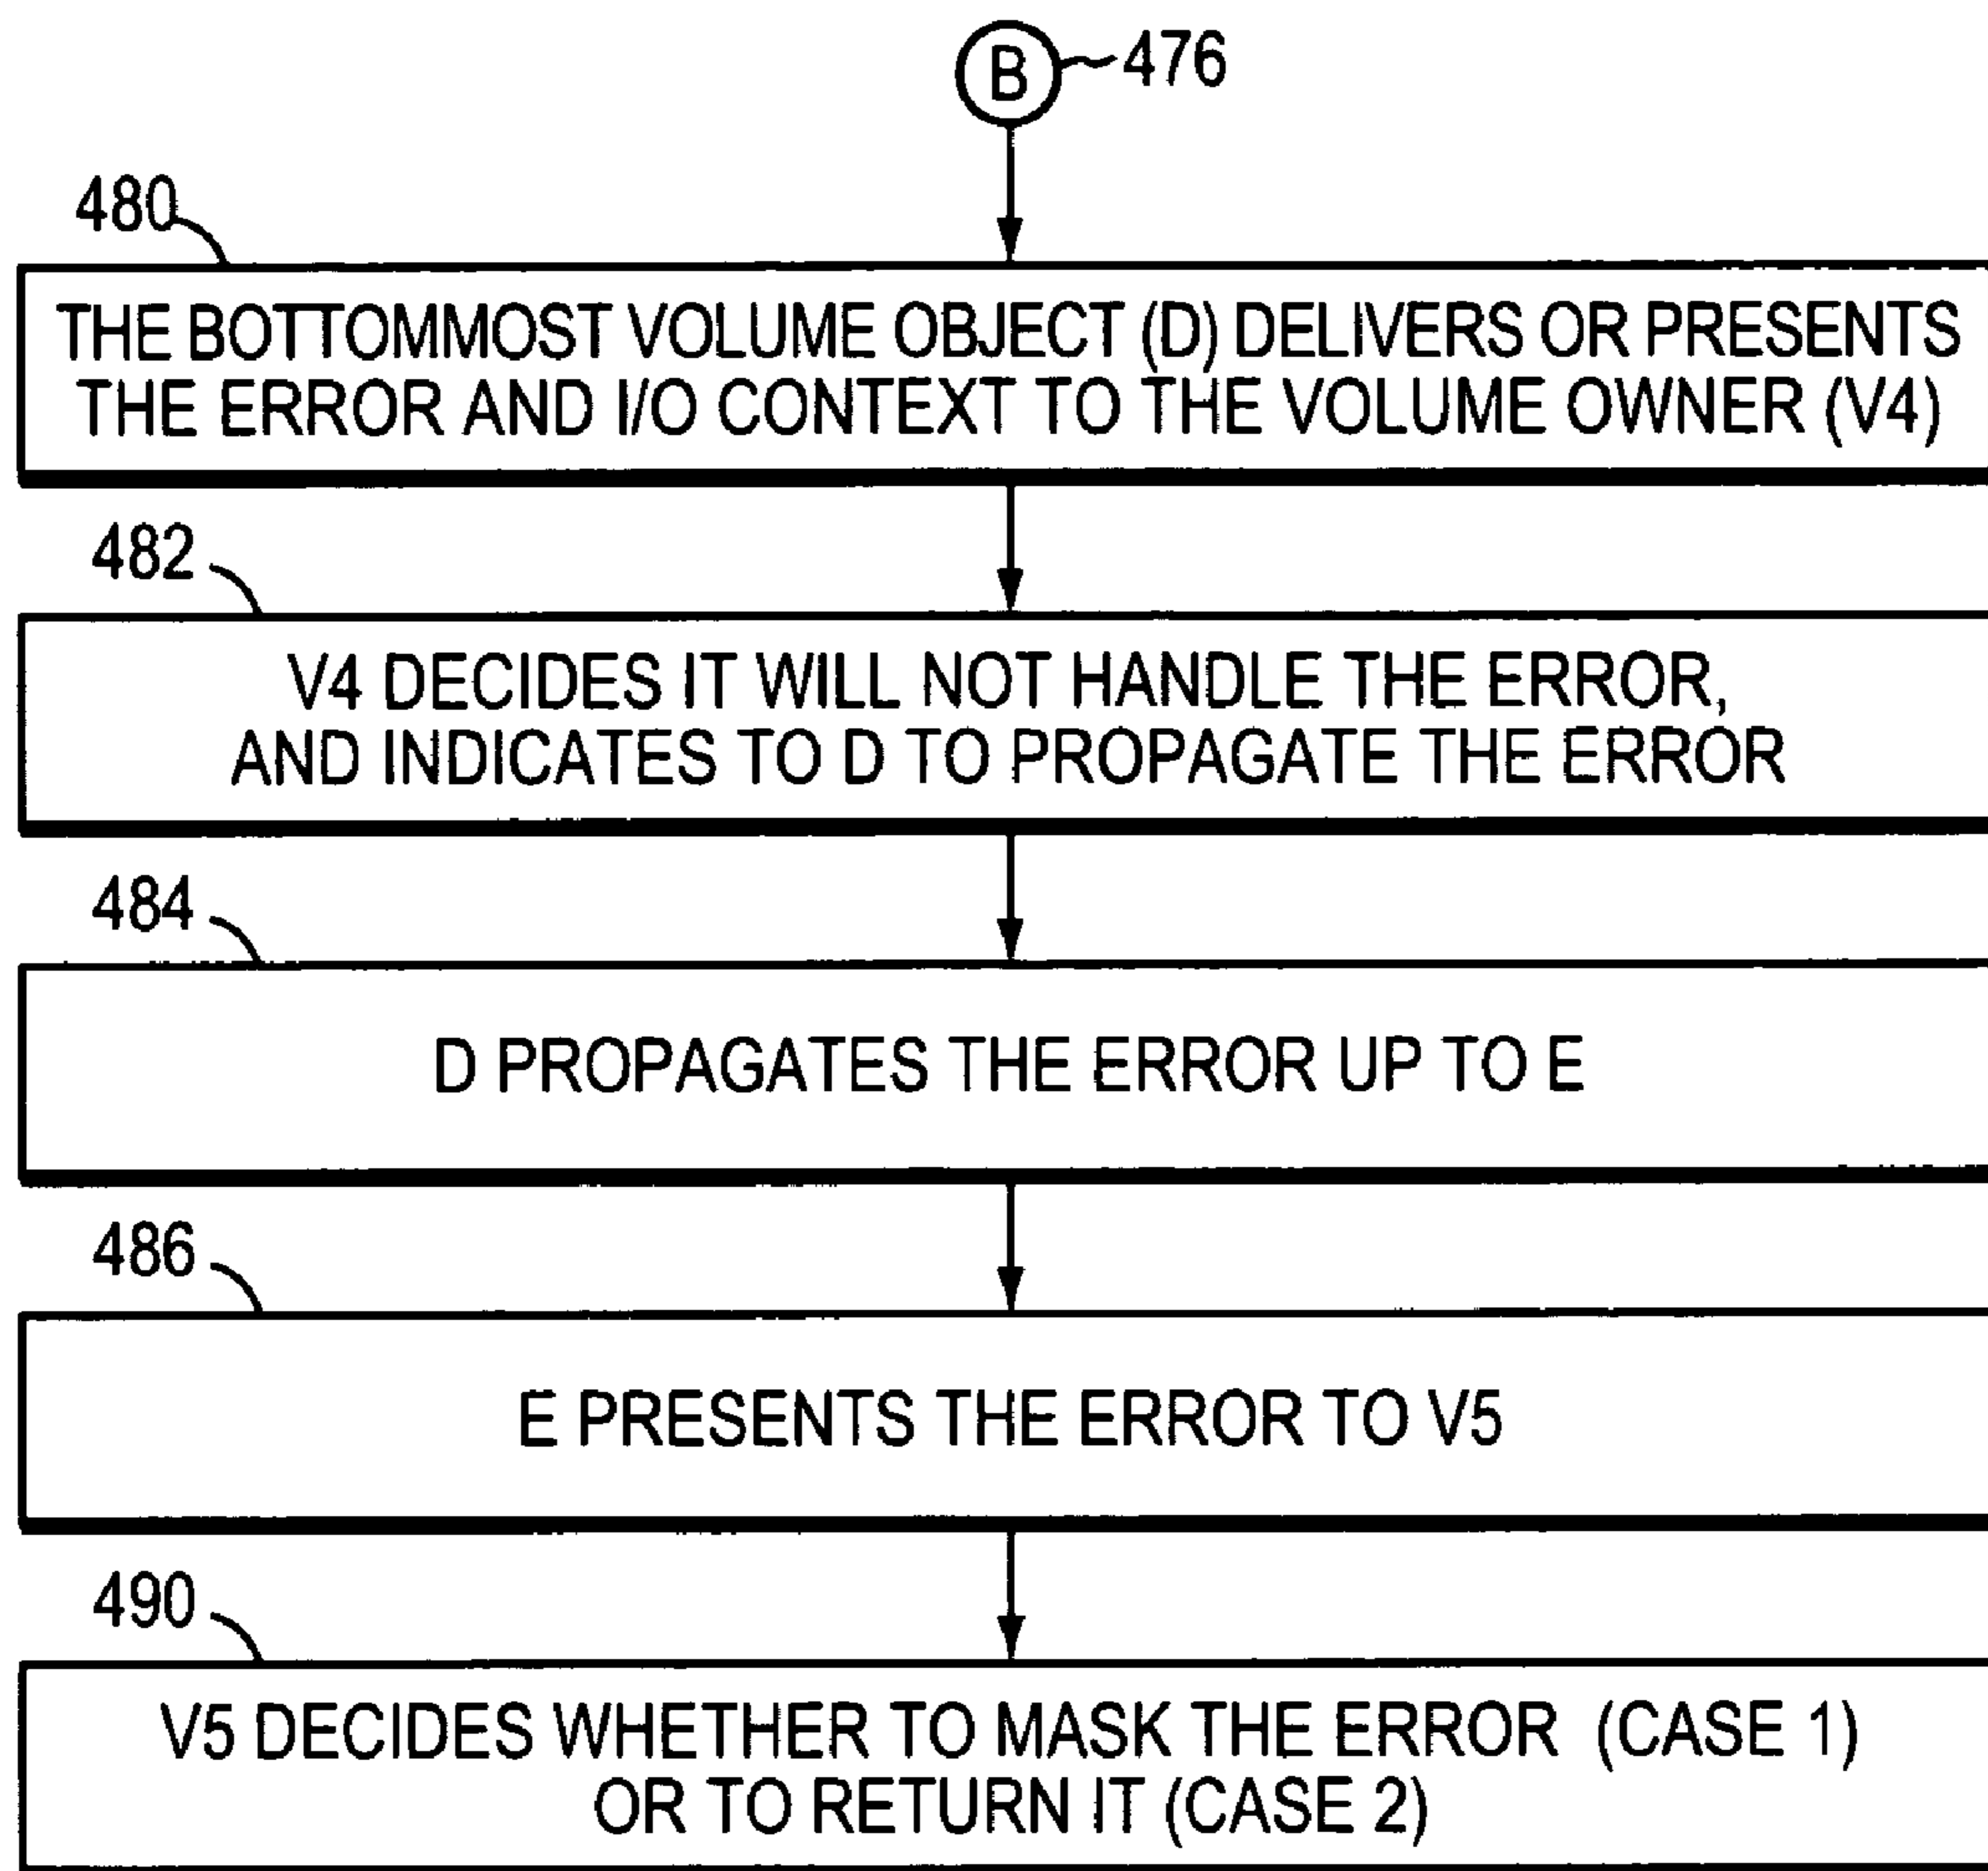 B 476
480
THE BOTTOMMOST VOLUME OBJECT (D) DELIVERS OR PRESENTS
THE ERROR AND I/O CONTEXT TO THE VOLUME OWNER (V4)
482
V4 DECIDES IT WILL NOT HANDLE THE ERROR,
AND INDICATES TO D TO PROPAGATE THE ERROR
484
D PROPAGATES THE ERROR UP TO E
486
E PRESENTS THE ERROR TO V5
490
V5 DECIDES WHETHER TO MASK THE ERROR (CASE 1)
OR TO RETURN IT (CASE 2)